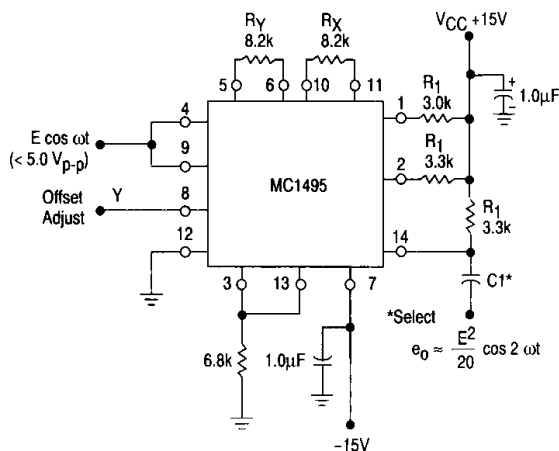 R_Y
8.2k
R_X
8.2k
V_CC +15V
5
6
10
11
4
1
R_1
3.0k
+
1.0µF
–
E cos ωt
(< 5.0 V_p-p)
9
2
R_1
3.3k
MC1495
Offset
Adjust
Y
8
R_1
3.3k
12
14
3
13
7
C1*
*Select
e_o ≈ E²/20 cos 2 ωt
6.8k
1.0µF
–15V